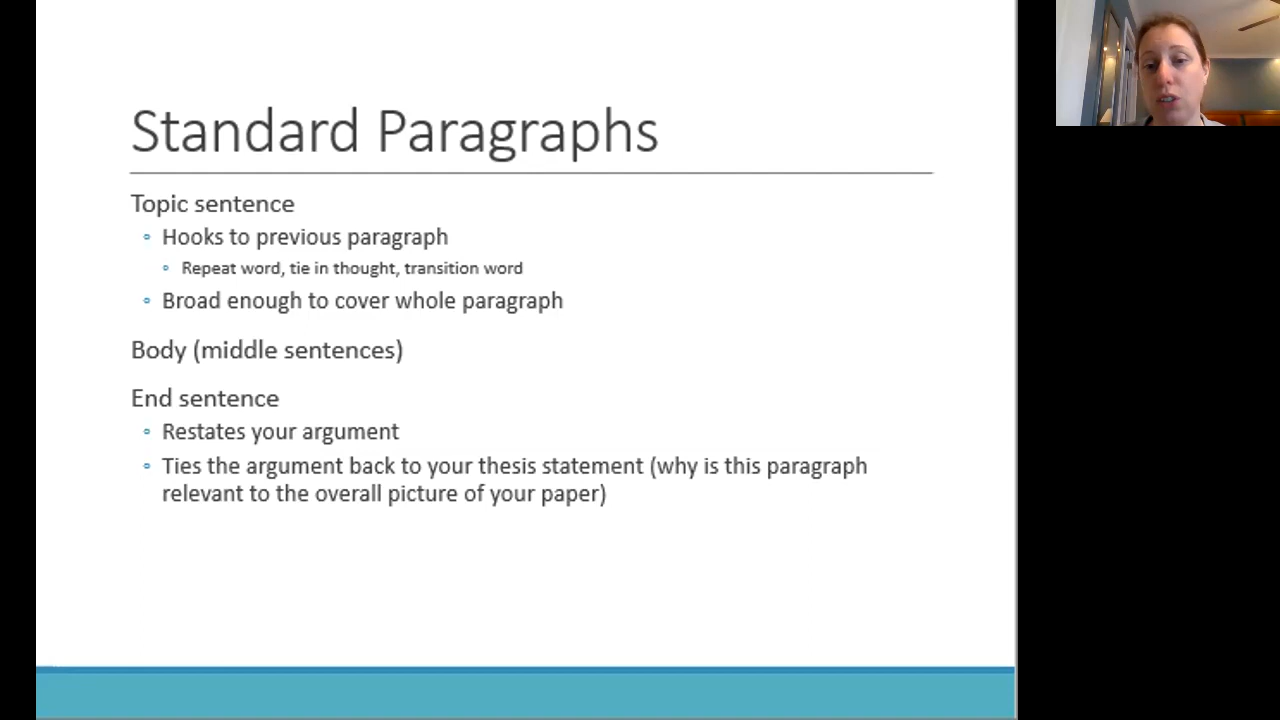 Standard Paragraphs
Topic sentence
Hooks to previous paragraph
Repeat word, tie in thought, transition word
Broad enough to cover whole paragraph
Body (middle sentences)
End sentence
Restates your argument
Ties the argument back to your thesis statement (why is this paragraph
relevant to the overall picture of your paper)